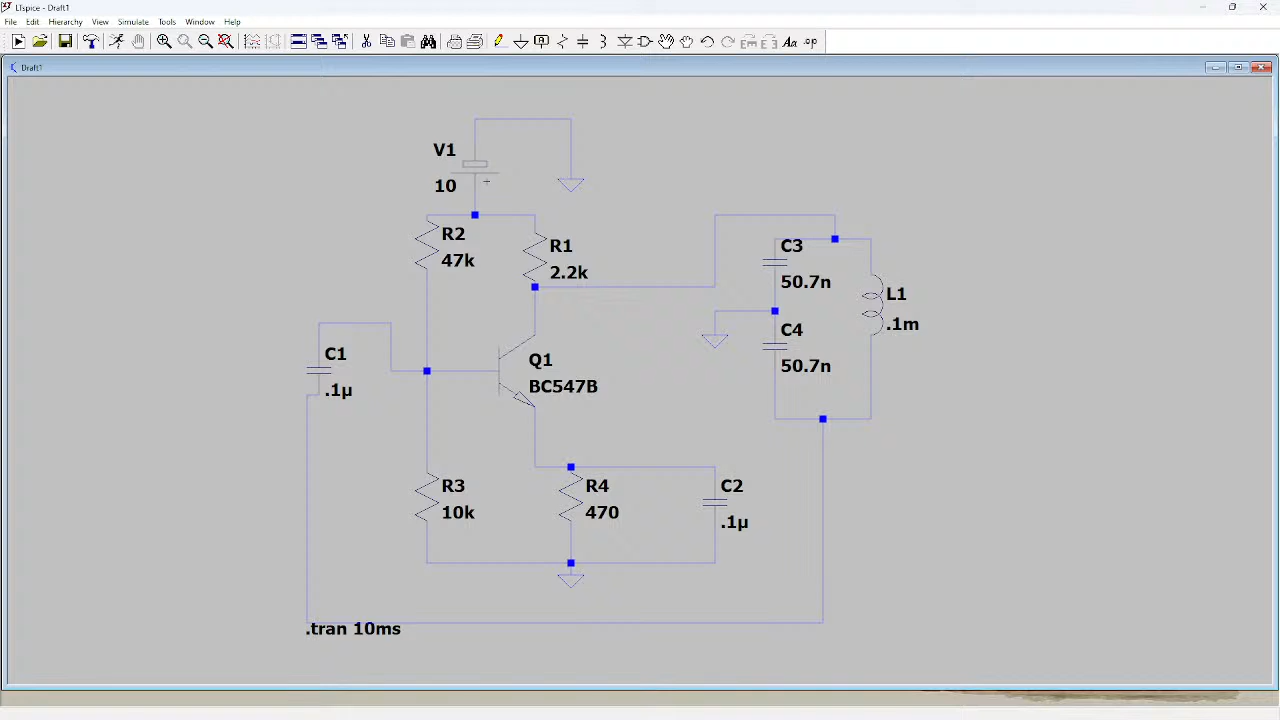 LTspice - Draft1
File Edit Hierarchy View Simulate Tools Window Help
Draft1
V1
10
R2
47k
R1
2.2k
C3
50.7n
L1
.1m
C4
50.7n
C1
.1µ
Q1
BC547B
R3
10k
R4
470
C2
.1µ
.tran 10ms